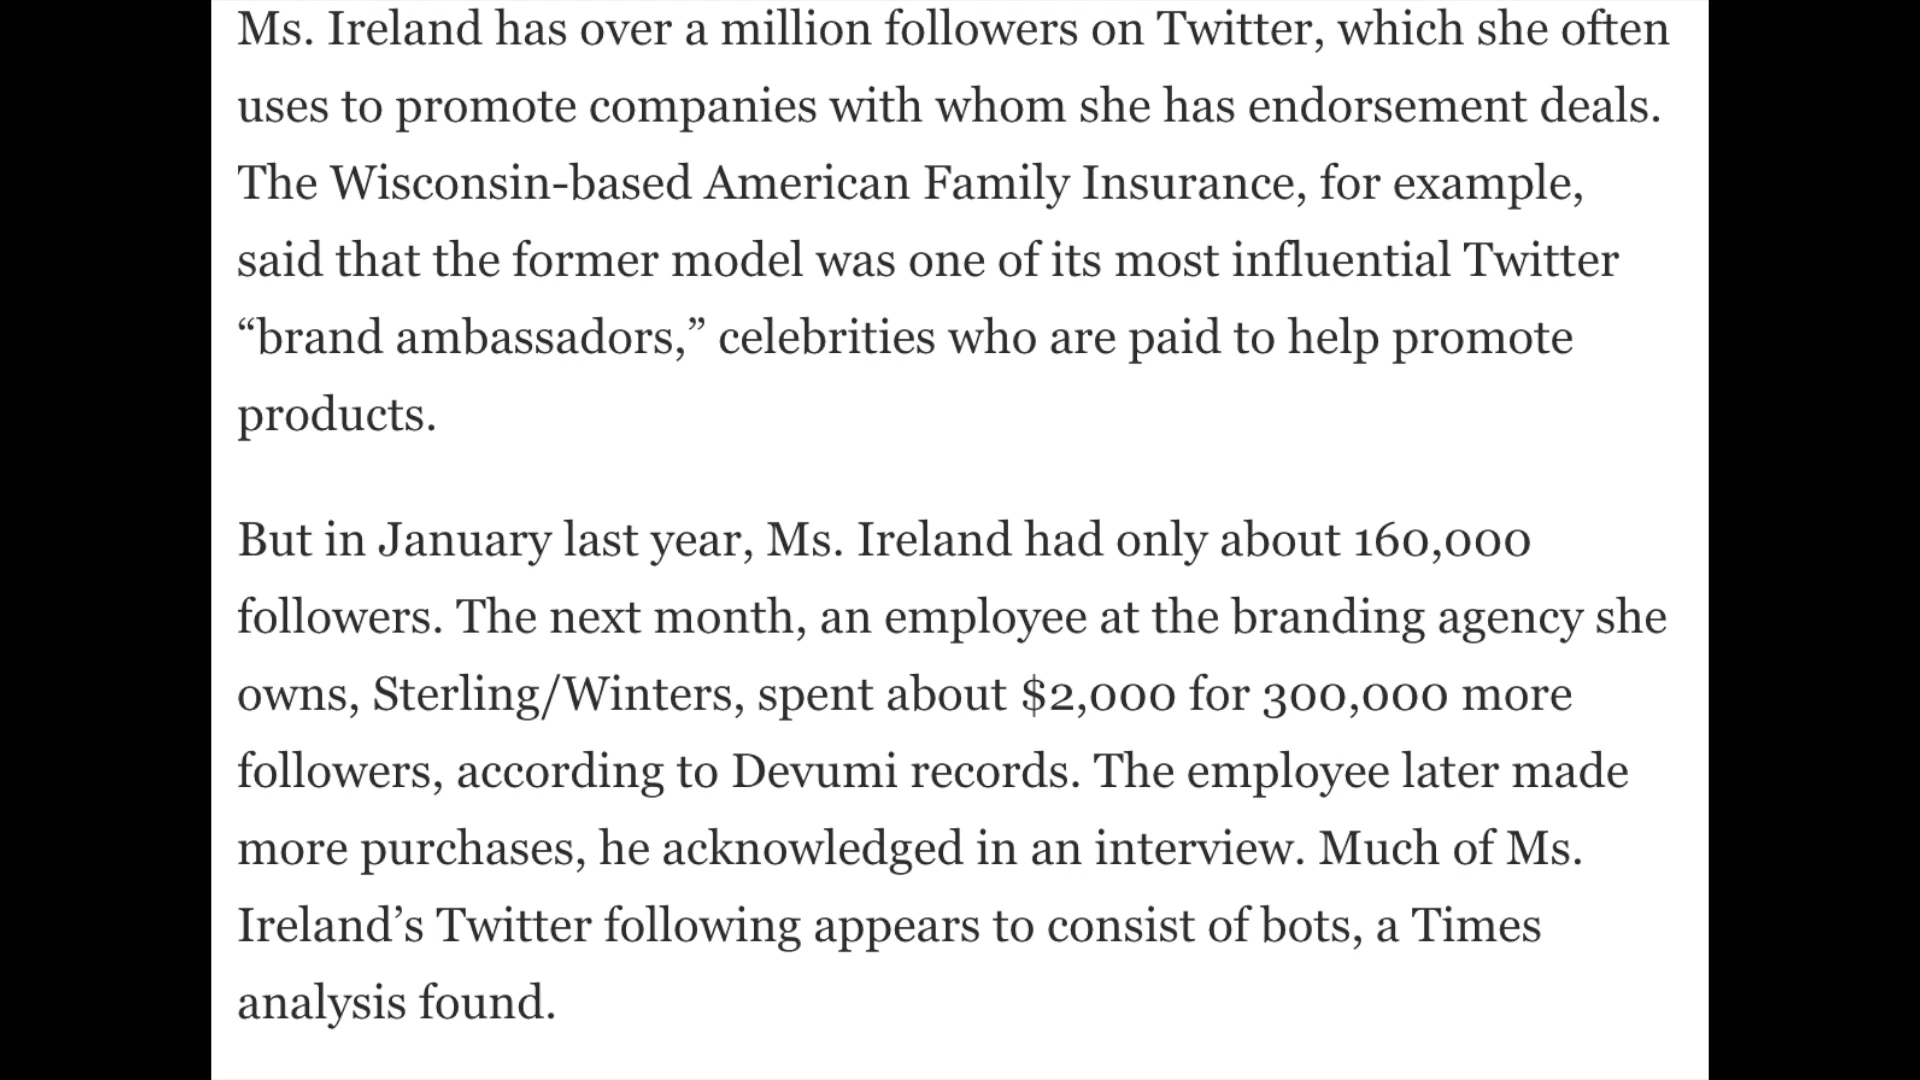 Ms. Ireland has over a million followers on Twitter, which she often
uses to promote companies with whom she has endorsement deals.
The Wisconsin-based American Family Insurance, for example,
said that the former model was one of its most influential Twitter
“brand ambassadors,” celebrities who are paid to help promote
products.
But in January last year, Ms. Ireland had only about 160,000
followers. The next month, an employee at the branding agency she
owns, Sterling/Winters, spent about $2,000 for 300,000 more
followers, according to Devumi records. The employee later made
more purchases, he acknowledged in an interview. Much of Ms.
Ireland’s Twitter following appears to consist of bots, a Times
analysis found.